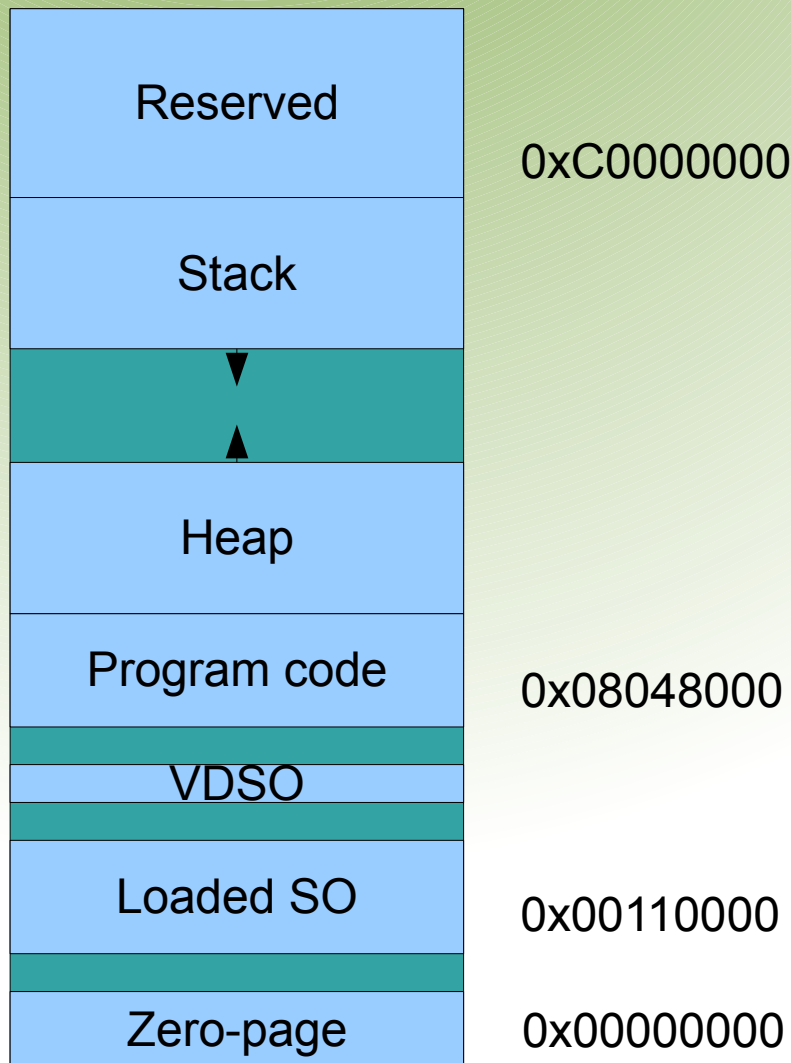 Reserved
0xC0000000
Stack
Heap
Program code
0x08048000
VDSO
Loaded SO
0x00110000
Zero-page
0x00000000